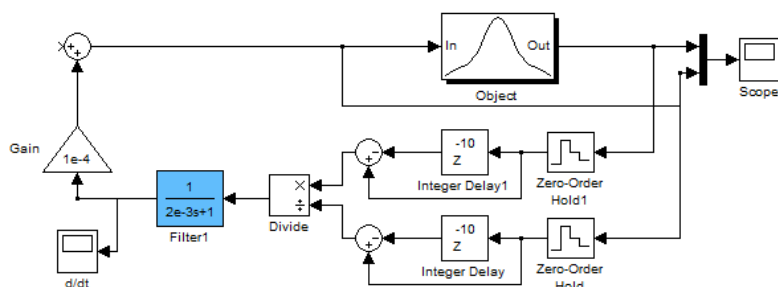 In
Out
Object
Scope
Gain
1e-4
-10
Z
Integer Delay1
Zero-Order
Hold1
1
2e-3s+1
Filter1
Divide
-10
Z
Integer Delay
Zero-Order
Hold
d/dt